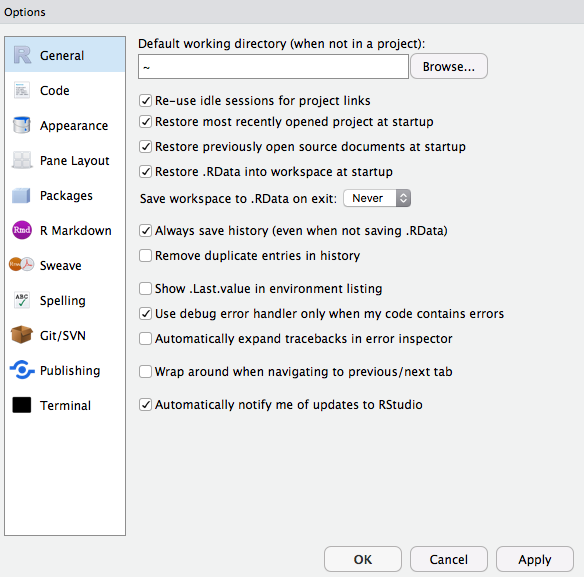 Options
General
Code
Appearance
Pane Layout
Packages
Rmd R Markdown
Sweave
ABC Spelling
Git/SVN
Publishing
Terminal
Default working directory (when not in a project):
~ Browse...
Re-use idle sessions for project links
Restore most recently opened project at startup
Restore previously open source documents at startup
Restore .RData into workspace at startup
Save workspace to .RData on exit: Never
Always save history (even when not saving .RData)
Remove duplicate entries in history
Show .Last.value in environment listing
Use debug error handler only when my code contains errors
Automatically expand tracebacks in error inspector
Wrap around when navigating to previous/next tab
Automatically notify me of updates to RStudio
OK Cancel Apply